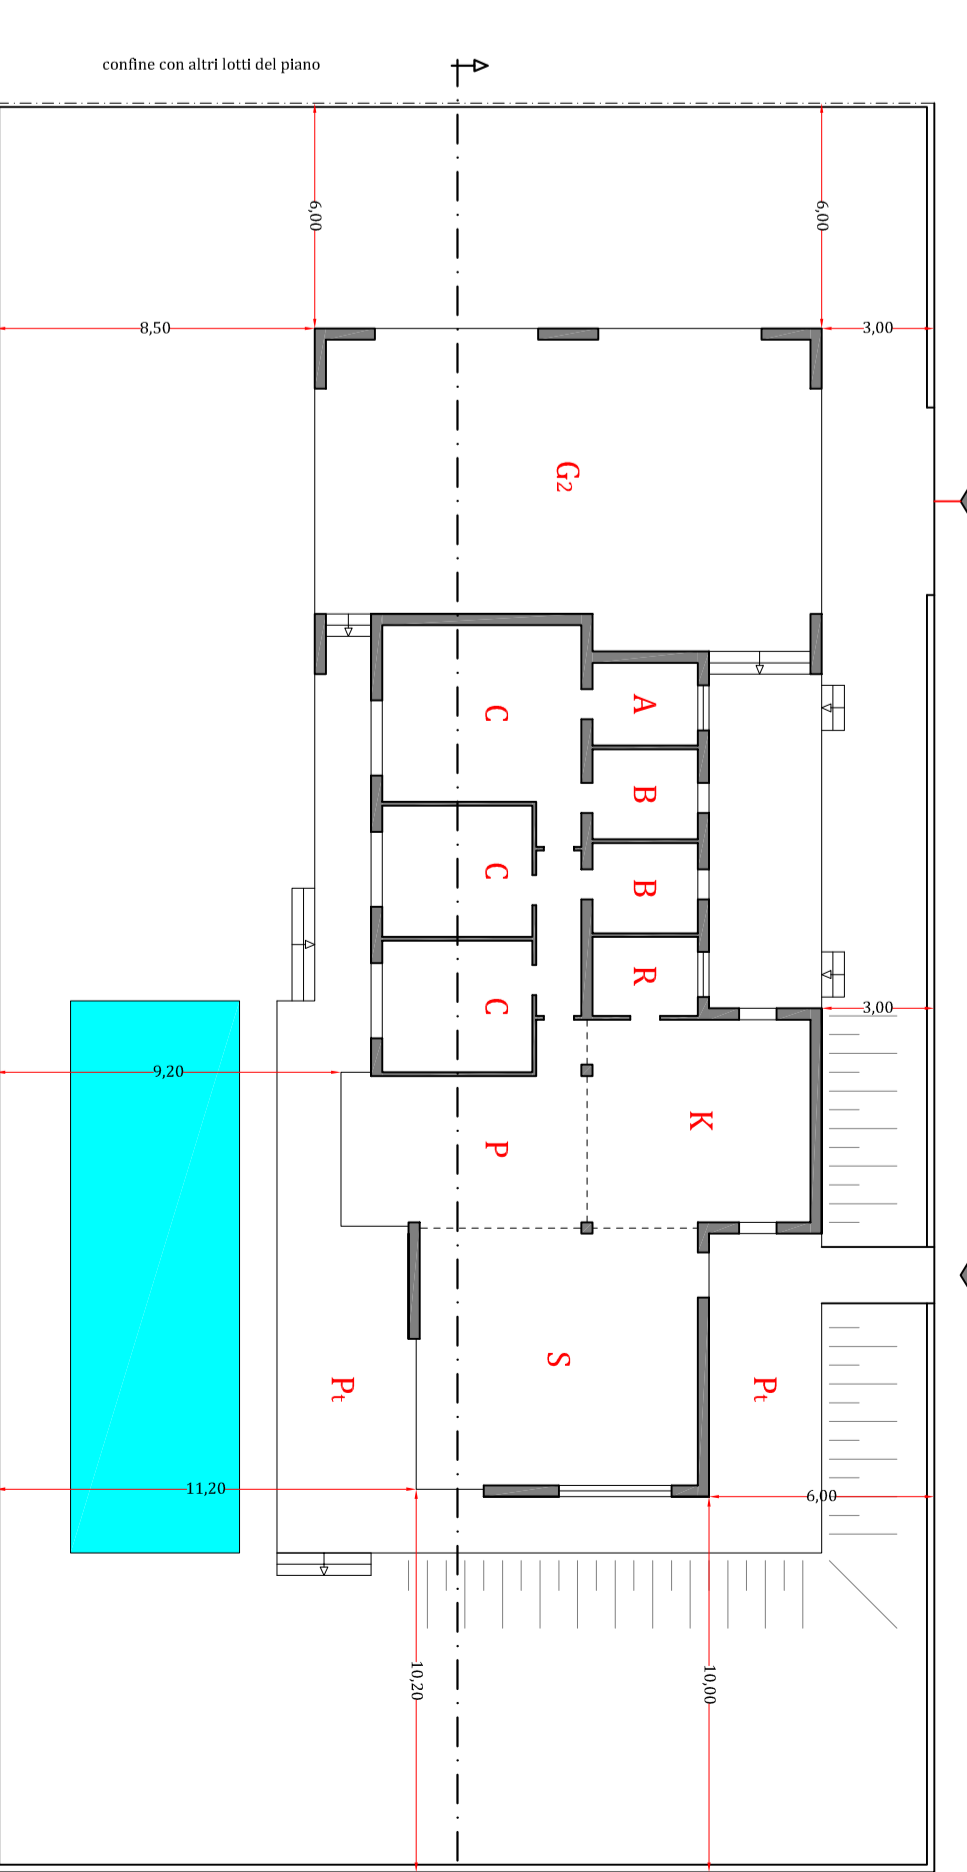 confine con altri lotti del piano
6,00
6,00
8,50
3,00
G2
A
C
B
C
B
R
C
3,00
9,20
K
P
S
Pt
Pt
11,20
6,00
10,20
10,00